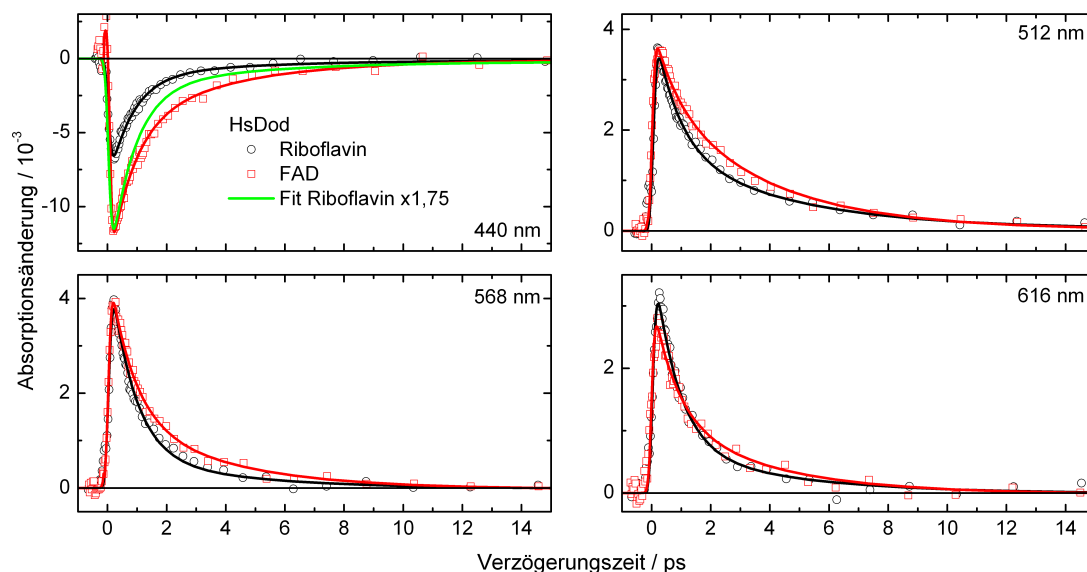 Absorptionsänderung / 10⁻³
0
-5
-10
HsDod
Riboflavin
FAD
Fit Riboflavin x1,75
440 nm
4
2
0
512 nm
4
2
0
568 nm
0 2 4 6 8 10 12 14
2
0
616 nm
0 2 4 6 8 10 12 14
Verzögerungszeit / ps